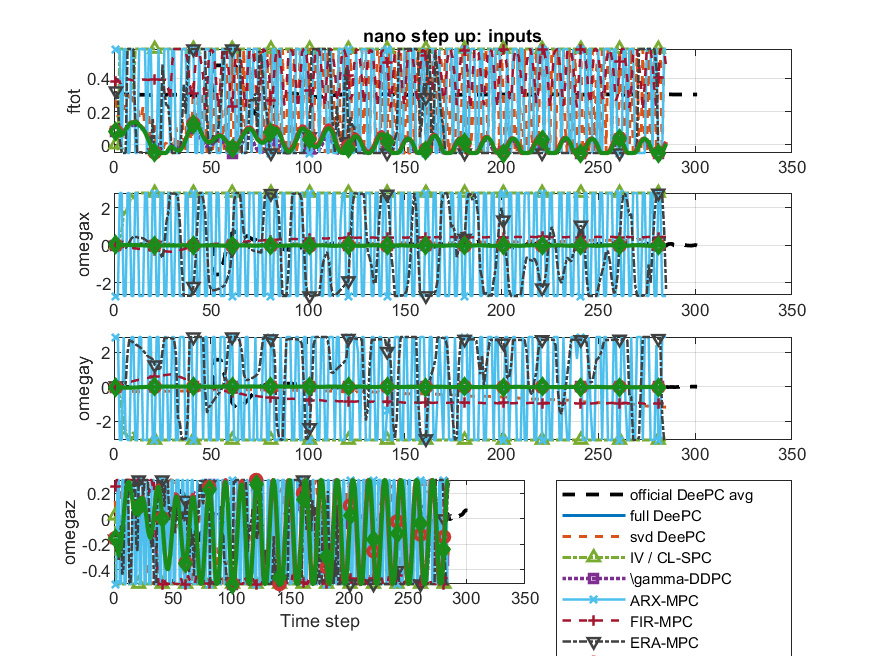 nano step up: inputs
ftot
0.4
0.2
0
0 50 100 150 200 250 300 350
omegax
2
0
-2
0 50 100 150 200 250 300 350
omegay
2
0
-2
0 50 100 150 200 250 300 350
omegaz
0.2
0
-0.2
-0.4
0 50 100 150 200 250 300 350
Time step
official DeePC avg
full DeePC
svd DeePC
IV / CL-SPC
\gamma-DDPC
ARX-MPC
FIR-MPC
ERA-MPC